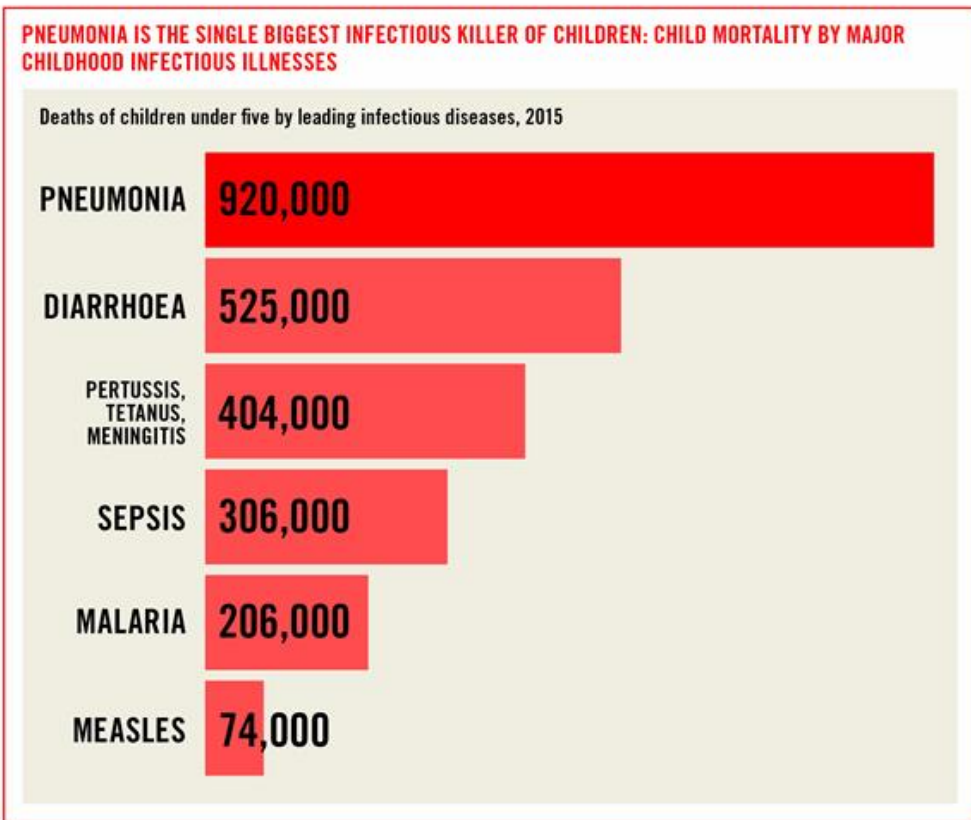 PNEUMONIA IS THE SINGLE BIGGEST INFECTIOUS KILLER OF CHILDREN: CHILD MORTALITY BY MAJOR
CHILDHOOD INFECTIOUS ILLNESSES
Deaths of children under five by leading infectious diseases, 2015
PNEUMONIA 920,000
DIARRHOEA 525,000
PERTUSSIS,
TETANUS,
MENINGITIS
404,000
SEPSIS 306,000
MALARIA 206,000
MEASLES 74,000